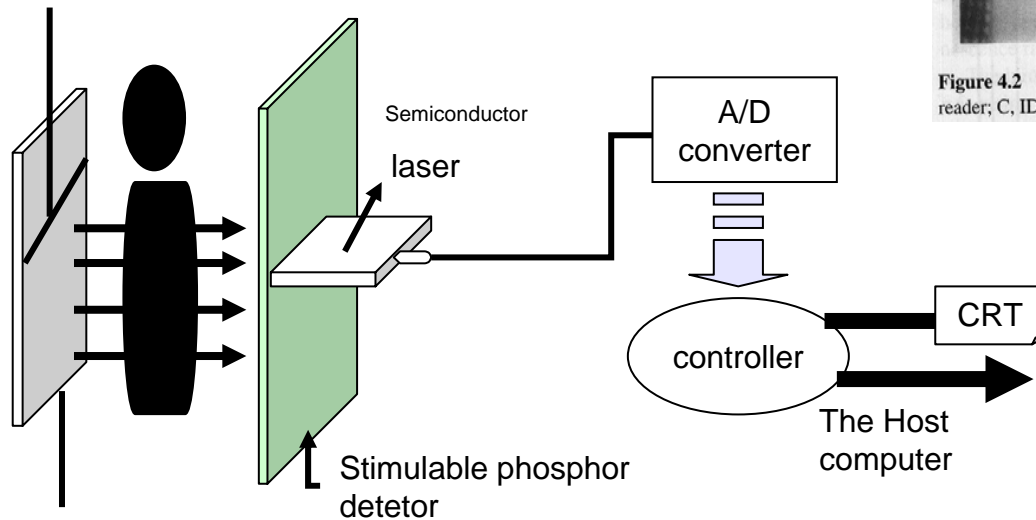 Figure 4.2
reader; C, ID
Semiconductor
laser
A/D
converter
controller
CRT
The Host
computer
Stimulable phosphor
detetor